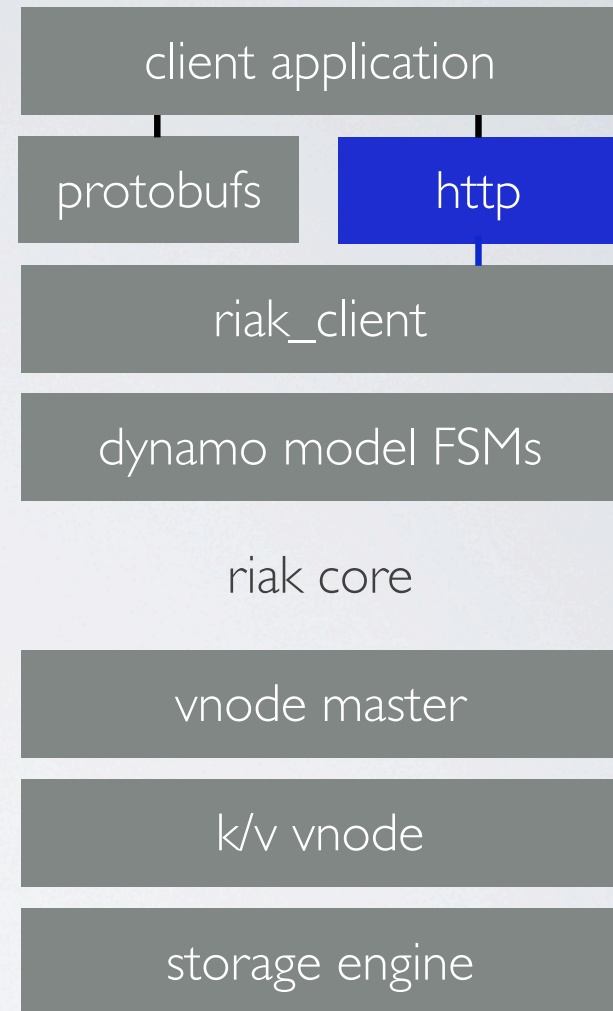 client application
protobufs
http
riak_client
dynamo model FSMs
riak core
vnode master
k/v vnode
storage engine